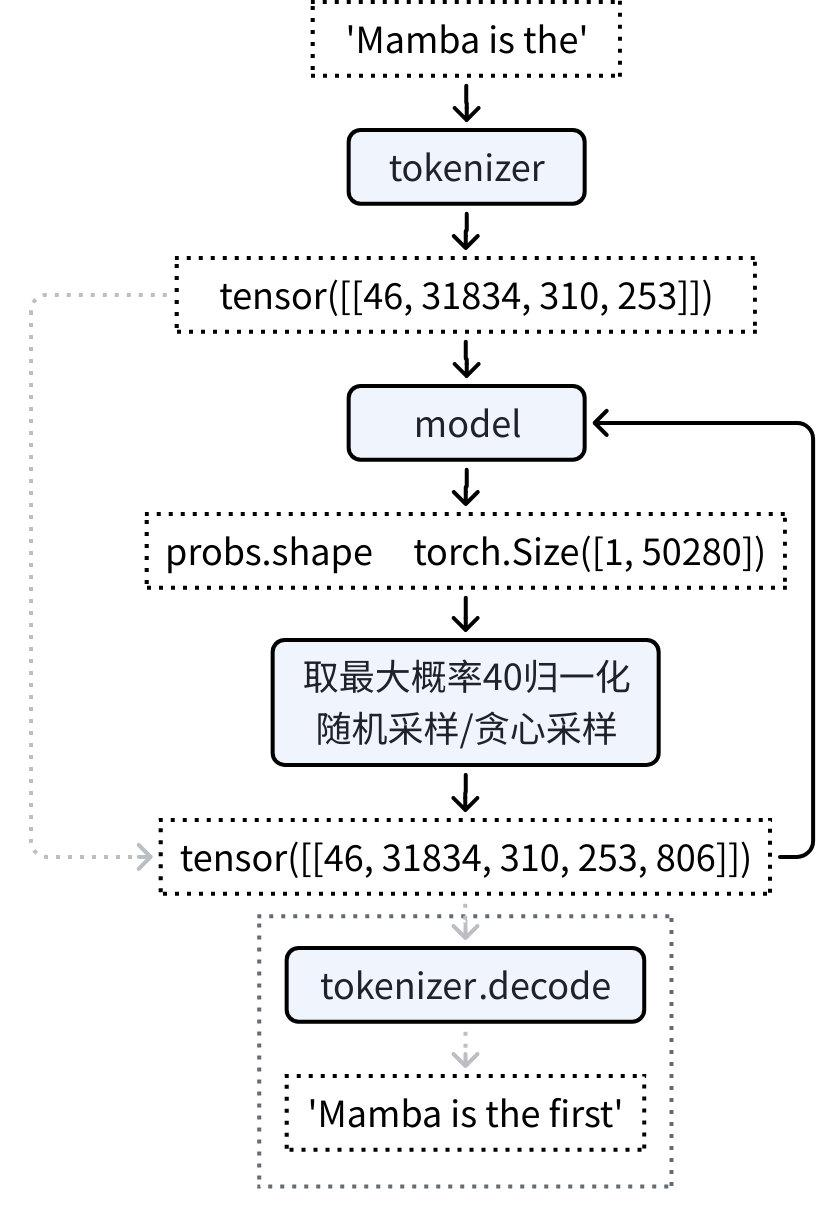 'Mamba is the'
tokenizer
tensor([[46, 31834, 310, 253]])
model
probs.shape torch.Size([1, 50280])
取最大概率40归一化
随机采样/贪心采样
tensor([[46, 31834, 310, 253, 806]])
tokenizer.decode
'Mamba is the first'